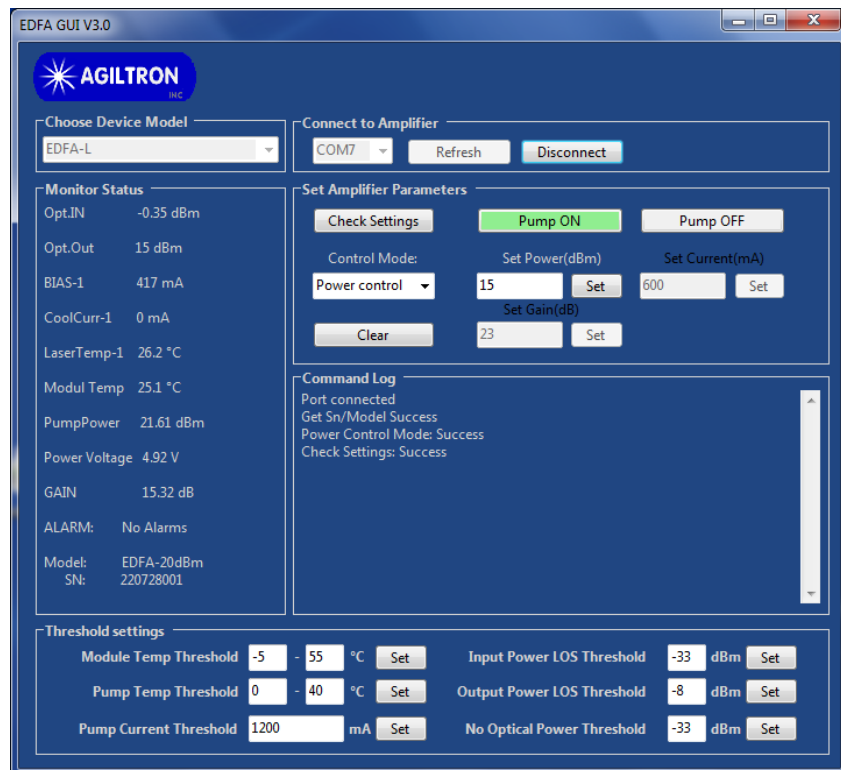 EDFA GUI V3.0
AGILTRON
INC
Choose Device Model
EDFA-L
Connect to Amplifier
COM7 Refresh Disconnect
Monitor Status
Opt.IN -0.35 dBm
Opt.Out 15 dBm
BIAS-1 417 mA
CoolCurr-1 0 mA
LaserTemp-1 26.2 °C
Modul Temp 25.1 °C
PumpPower 21.61 dBm
Power Voltage 4.92 V
GAIN 15.32 dB
ALARM: No Alarms
Model: EDFA-20dBm
SN: 220728001
Set Amplifier Parameters
Check Settings Pump ON Pump OFF
Control Mode: Set Power(dBm) Set Current(mA)
Power control 15 Set 600 Set
Set Gain(dB)
Clear 23 Set
Command Log
Port connected
Get Sn/Model Success
Power Control Mode: Success
Check Settings: Success
Threshold settings
Module Temp Threshold -5 - 55 °C Set Input Power LOS Threshold -33 dBm Set
Pump Temp Threshold 0 - 40 °C Set Output Power LOS Threshold -8 dBm Set
Pump Current Threshold 1200 mA Set No Optical Power Threshold -33 dBm Set